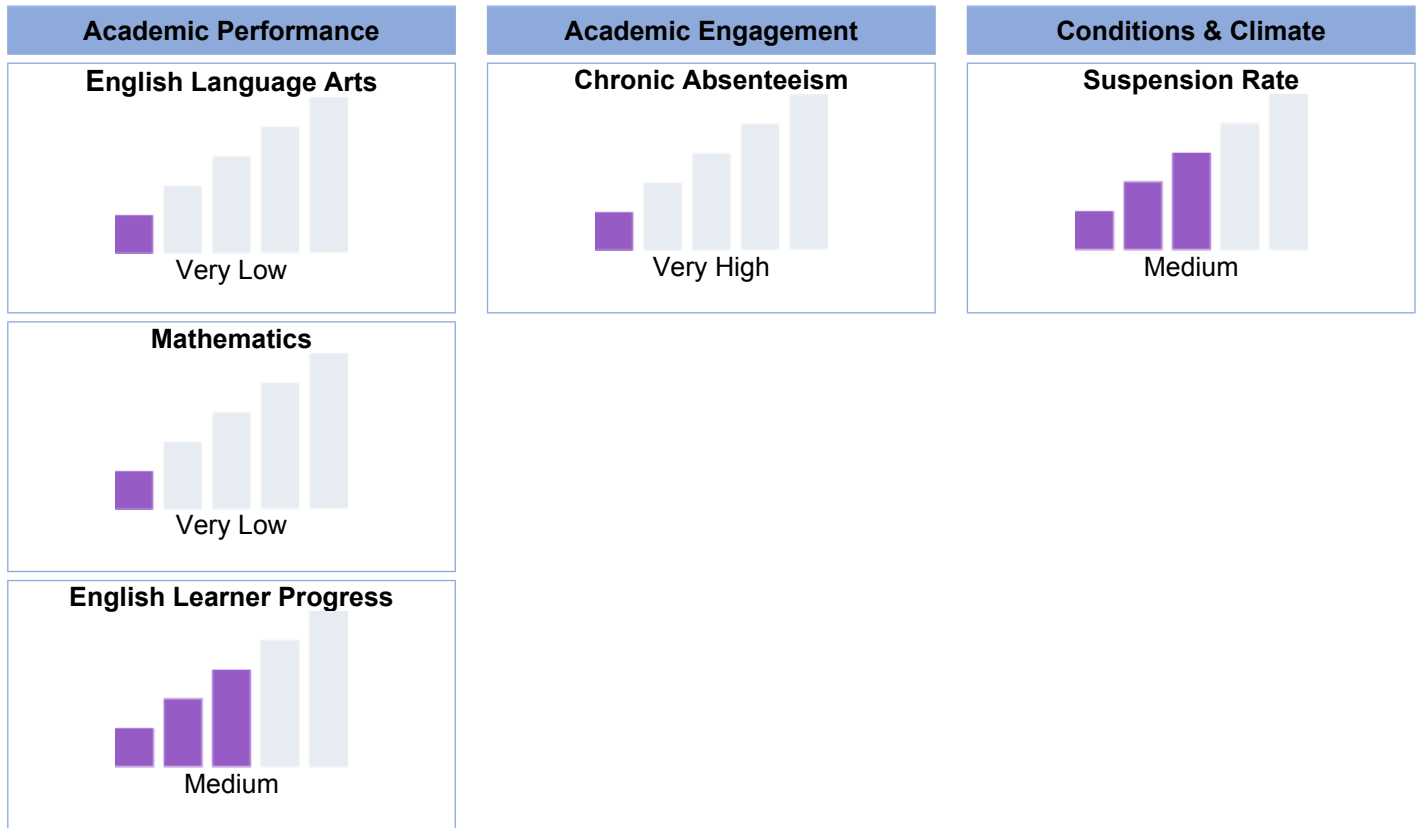 Academic Performance
Academic Engagement
Conditions & Climate
English Language Arts
Very Low
Chronic Absenteeism
Very High
Suspension Rate
Medium
Mathematics
Very Low
English Learner Progress
Medium